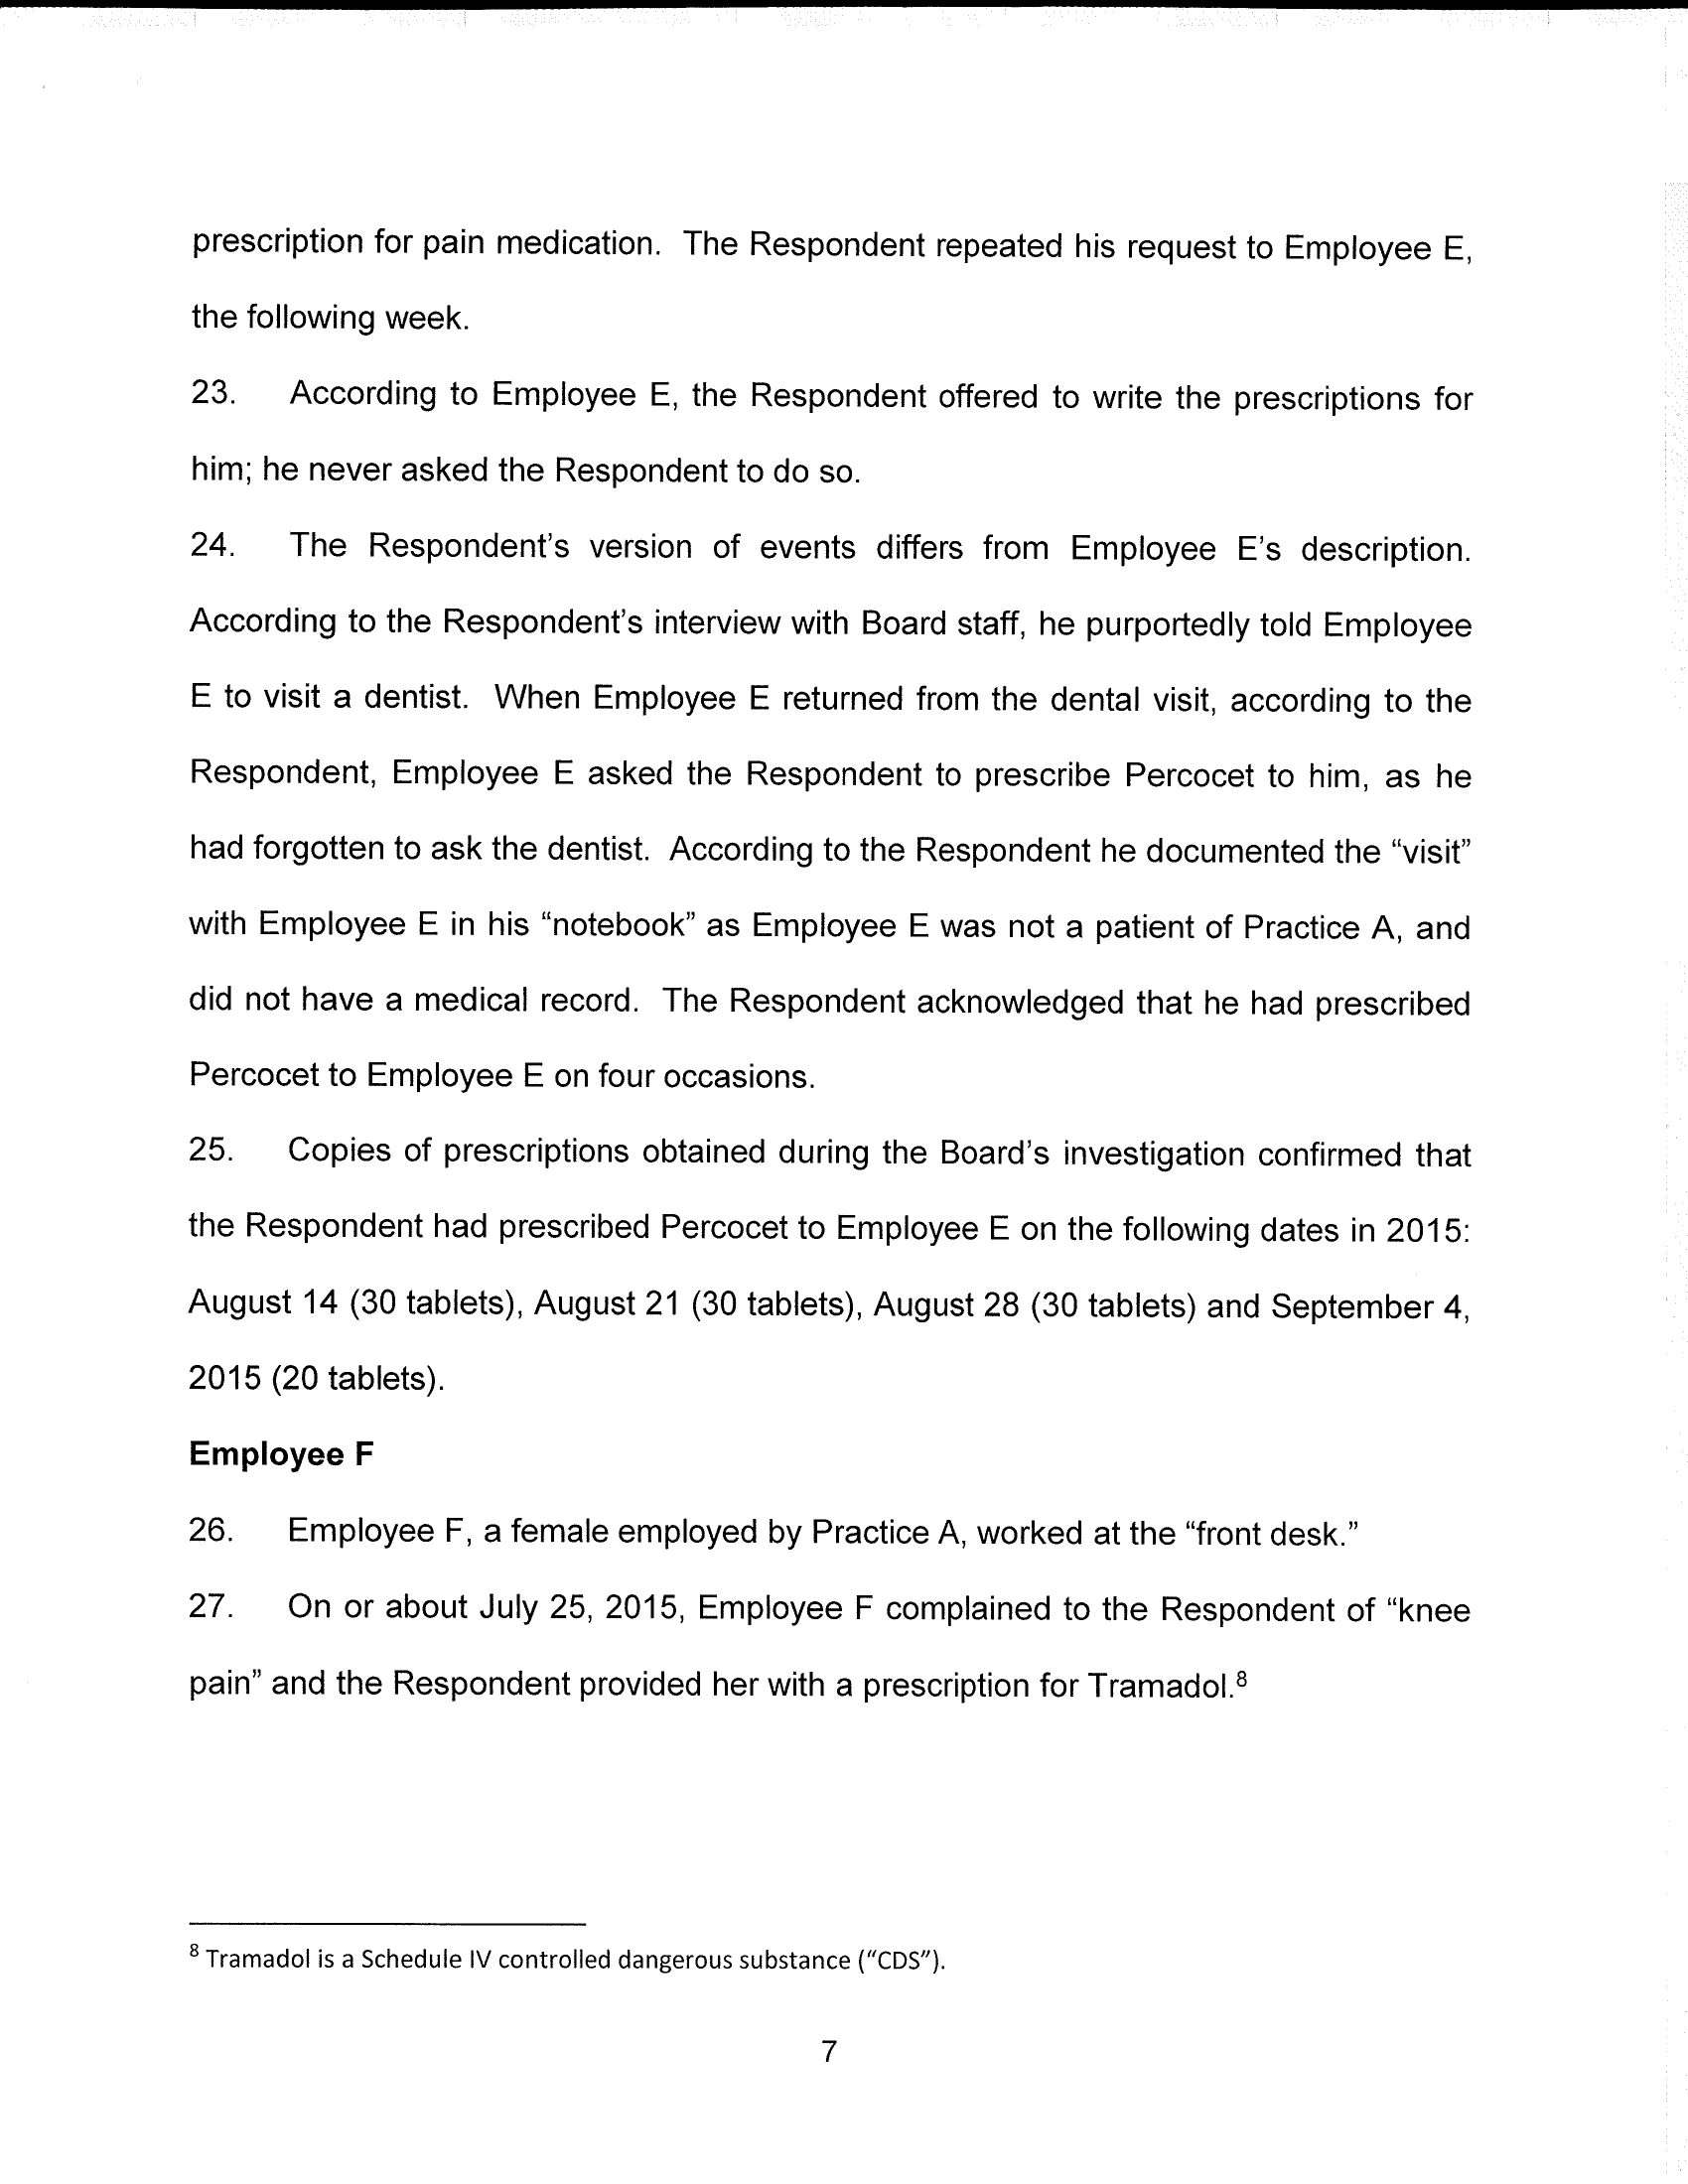 prescription for pain medication. The Respondent repeated his request to Employee E,
the following week.
23. According to Employee E, the Respondent offered to write the prescriptions for
him; he never asked the Respondent to do so.
24. The Respondent’s version of events differs from Employee E’s description.
According to the Respondent’s interview with Board staff, he purportedly told Employee
E to visit a dentist. When Employee E returned from the dental visit, according to the
Respondent, Employee E asked the Respondent to prescribe Percocet to him, as he
had forgotten to ask the dentist. According to the Respondent he documented the “visit”
with Employee E in his “notebook” as Employee E was not a patient of Practice A, and
did not have a medical record. The Respondent acknowledged that he had prescribed
Percocet to Employee E on four occasions.
25. Copies of prescriptions obtained during the Board’s investigation confirmed that
the Respondent had prescribed Percocet to Employee E on the following dates in 2015:
August 14 (30 tablets), August 21 (30 tablets), August 28 (30 tablets) and September 4,
2015 (20 tablets).
Employee F
26. Employee F, a female employed by Practice A, worked at the “front desk.”
27. On or about July 25, 2015, Employee F complained to the Respondent of “knee
pain” and the Respondent provided her with a prescription for Tramadol.⁸
⁸ Tramadol is a Schedule IV controlled dangerous substance (“CDS”).
7